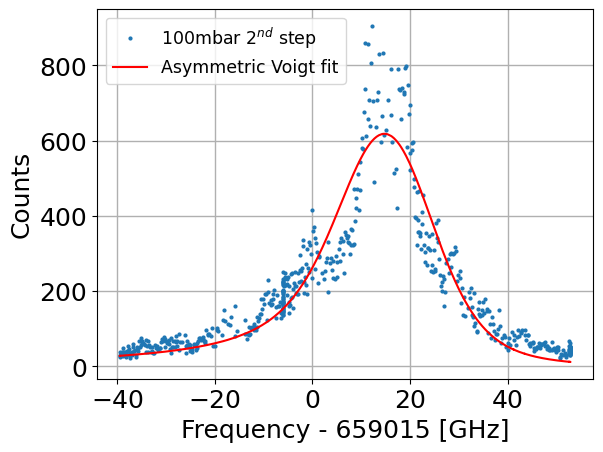 100mbar 2nd step
Asymmetric Voigt fit
Counts
800
600
400
200
0
−40 −20 0 20 40
Frequency - 659015 [GHz]